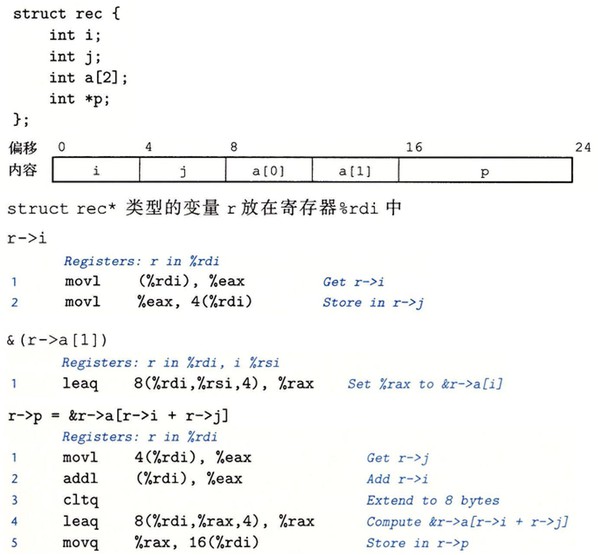 struct rec {
int i;
int j;
int a[2];
int *p;
};
偏移 0 4 8 16 24
内容 i j a[0] a[1] p
struct rec* 类型的变量 r 放在寄存器%rdi 中
r->i
Registers: r in %rdi
1 movl (%rdi), %eax Get r->i
2 movl %eax, 4(%rdi) Store in r->j
&(r->a[1])
Registers: r in %rdi, i %rsi
1 leaq 8(%rdi,%rsi,4), %rax Set %rax to &r->a[i]
r->p = &r->a[r->i + r->j]
Registers: r in %rdi
1 movl 4(%rdi), %eax Get r->j
2 addl (%rdi), %eax Add r->i
3 cltq Extend to 8 bytes
4 leaq 8(%rdi,%rax,4), %rax Compute &r->a[r->i + r->j]
5 movq %rax, 16(%rdi) Store in r->p